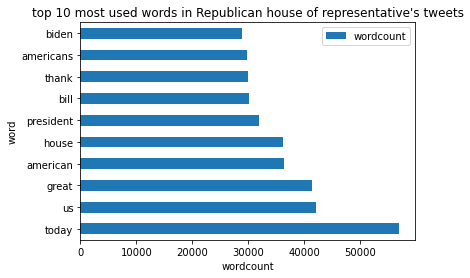 top 10 most used words in Republican house of representative's tweets
wordcount
biden
americans
thank
bill
president
house
american
great
us
today
word
0 10000 20000 30000 40000 50000
wordcount